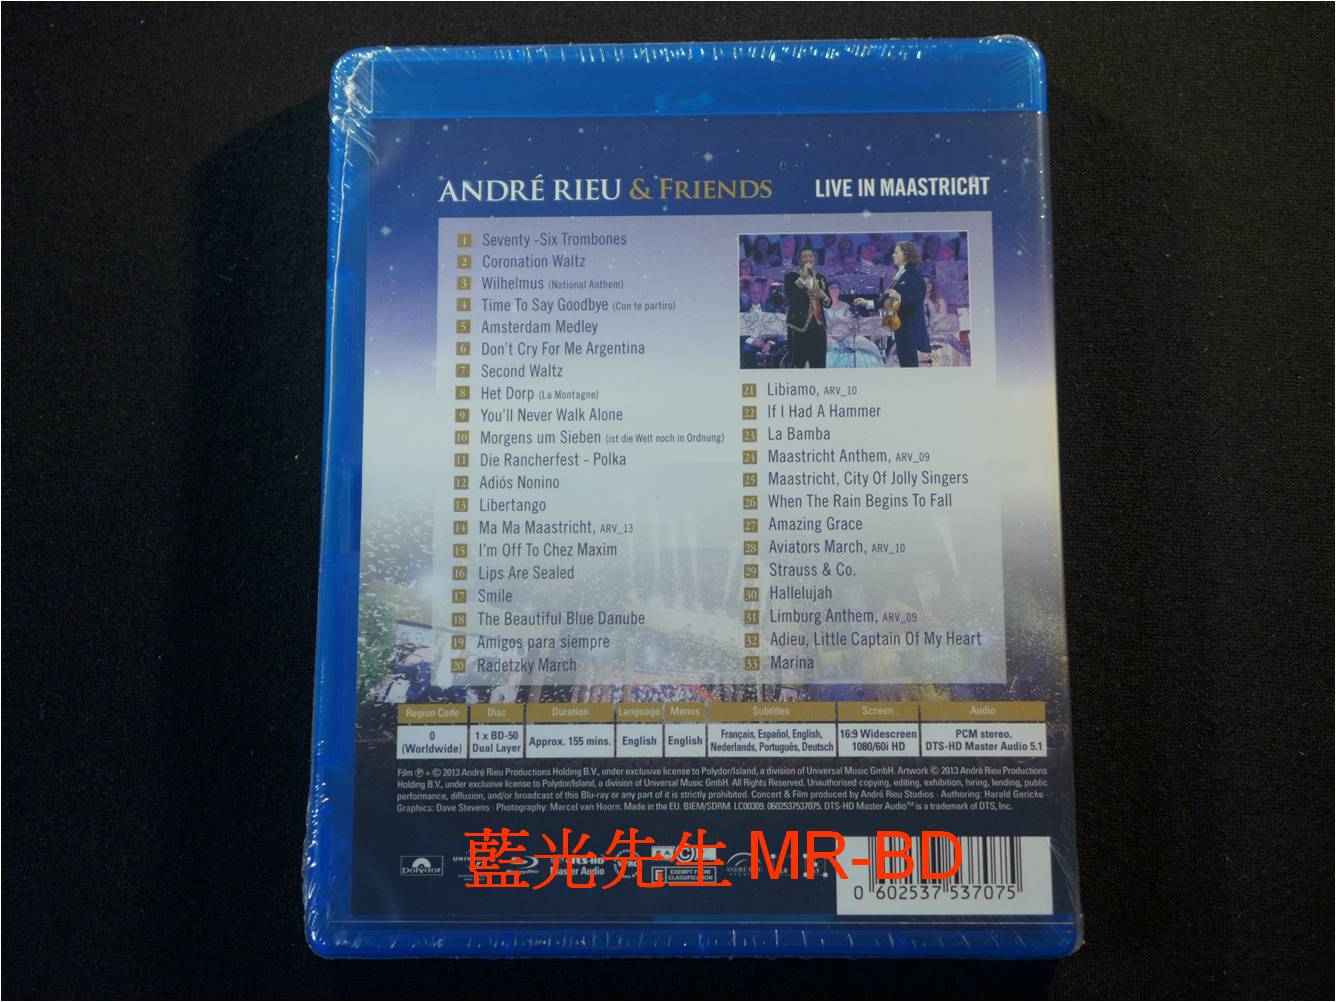 ANDRÉ RIEU & FRIENDS LIVE IN MAASTRICHT
1 Seventy -Six Trombones
2 Coronation Waltz
3 Wilhelmus (National Anthem)
4 Time To Say Goodbye (Con te partiro)
5 Amsterdam Medley
6 Don't Cry For Me Argentina
7 Second Waltz
8 Het Dorp (La Montagne)
9 You'll Never Walk Alone
10 Morgens um Sieben (ist die Welt noch in Ordnung)
11 Die Rancherfest - Polka
12 Adiós Nonino
13 Libertango
14 Ma Ma Maastricht, ARV_13
15 I'm Off To Chez Maxim
16 Lips Are Sealed
17 Smile
18 The Beautiful Blue Danube
19 Amigos para siempre
20 Radetzky March
21 Libiamo, ARV_10
22 If I Had A Hammer
23 La Bamba
24 Maastricht Anthem, ARV_09
25 Maastricht, City Of Jolly Singers
26 When The Rain Begins To Fall
27 Amazing Grace
28 Aviators March, ARV_10
29 Strauss & Co.
30 Hallelujah
31 Limburg Anthem, ARV_09
32 Adieu, Little Captain Of My Heart
33 Marina
Region Code Disc Duration Language Menus Subtitles Screen Audio
0 (Worldwide)
1 x BD-50 Dual Layer
Approx. 155 mins.
English
English
Français, Español, English, Nederlands, Português, Deutsch
16:9 Widescreen 1080/60i HD
PCM stereo, DTS-HD Master Audio 5.1
Film ℗ + © 2013 André Rieu Productions Holding B.V., under exclusive license to Polydor/Island, a division of Universal Music GmbH. Artwork © 2013 André Rieu Productions
Holding B.V., under exclusive license to Polydor/Island, a division of Universal Music GmbH. All Rights Reserved. Unauthorised copying, editing, exhibition, hiring, lending, public
performance, diffusion, and/or broadcast of this Blu-ray or any part of it is strictly prohibited. Concert & Film produced by André Rieu Studios · Authoring: Harald Gericke ·
Graphics: Dave Stevens · Photography: Marcel van Hoorn. Made in the EU. BIEM/SDRM. LC00309. 0602537537075. DTS-HD Master Audio™ is a trademark of DTS, Inc.
藍光先生 MR-BD
Polydor
Master Audio
E EXEMPT FROM CLASSIFICATION
0 602537 537075